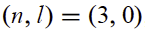 (n, l) = (3, 0)